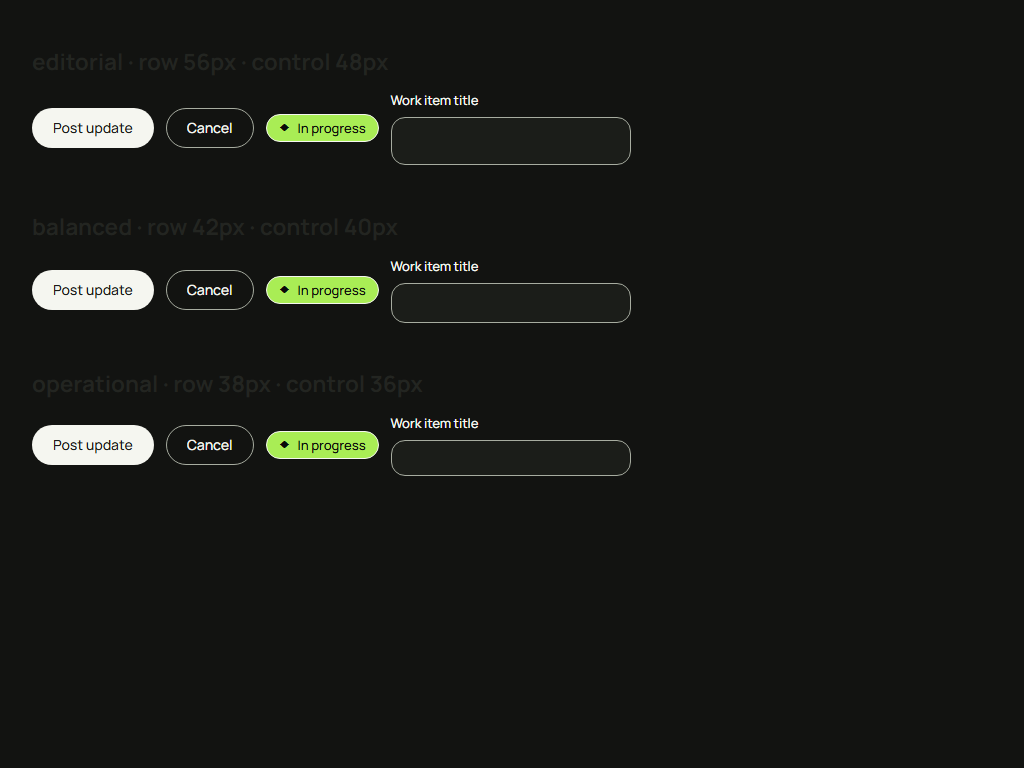 editorial · row 56px · control 48px
Work item title
Post update Cancel In progress
balanced · row 42px · control 40px
Work item title
Post update Cancel In progress
operational · row 38px · control 36px
Work item title
Post update Cancel In progress